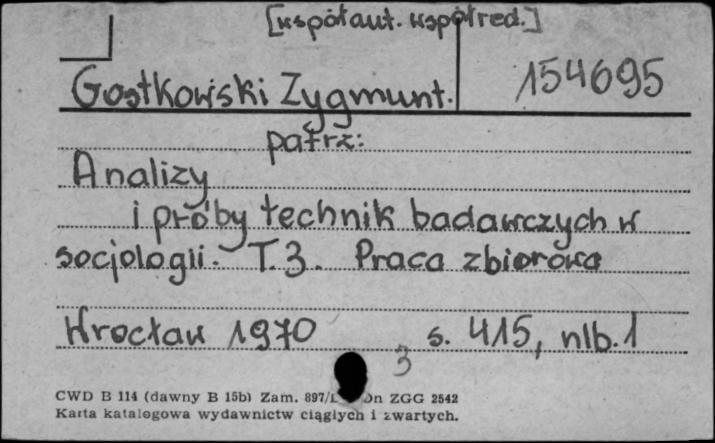 [współaut. współred.]
Gostkowski Zygmunt. 154695
patrz:
Analizy
i próby technik badawczych w
socjologii. T.3. Praca zbiorowa
Wrocław 1970 s. 415, nlb.1
3
CWD B 114 (dawny B 15b) Zam. 897/ ZGG 2542
Karta katalogowa wydawnictw ciągłych i zwartych.